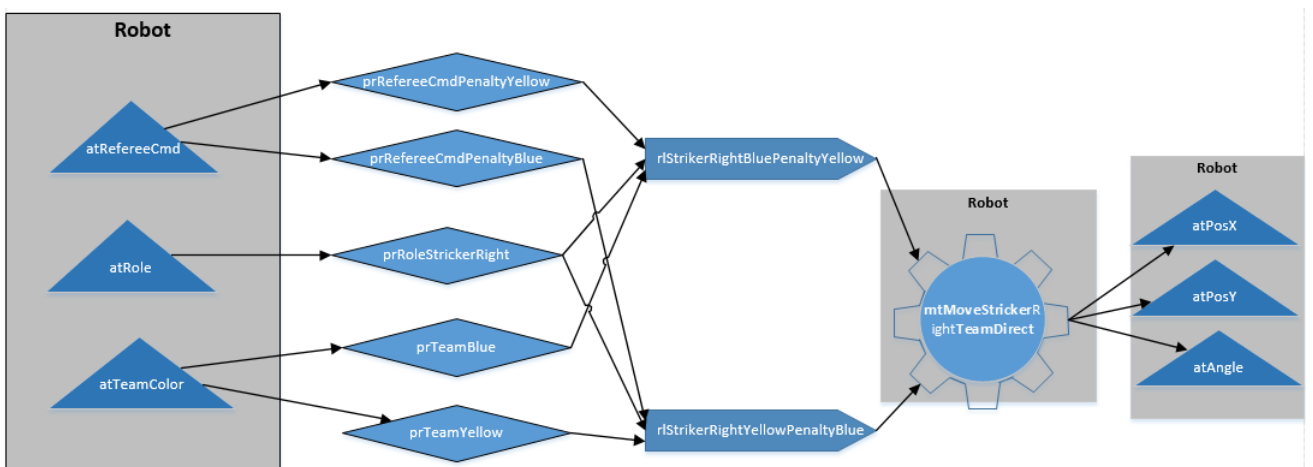 Robot
atRefereeCmd
atRole
atTeamColor
prRefereeCmdPenaltyYellow
prRefereeCmdPenaltyBlue
prRoleStrickerRight
prTeamBlue
prTeamYellow
rlStrikerRightBluePenaltyYellow
rlStrikerRightYellowPenaltyBlue
Robot
mtMoveStrickerR
ightTeamDirect
Robot
atPosX
atPosY
atAngle